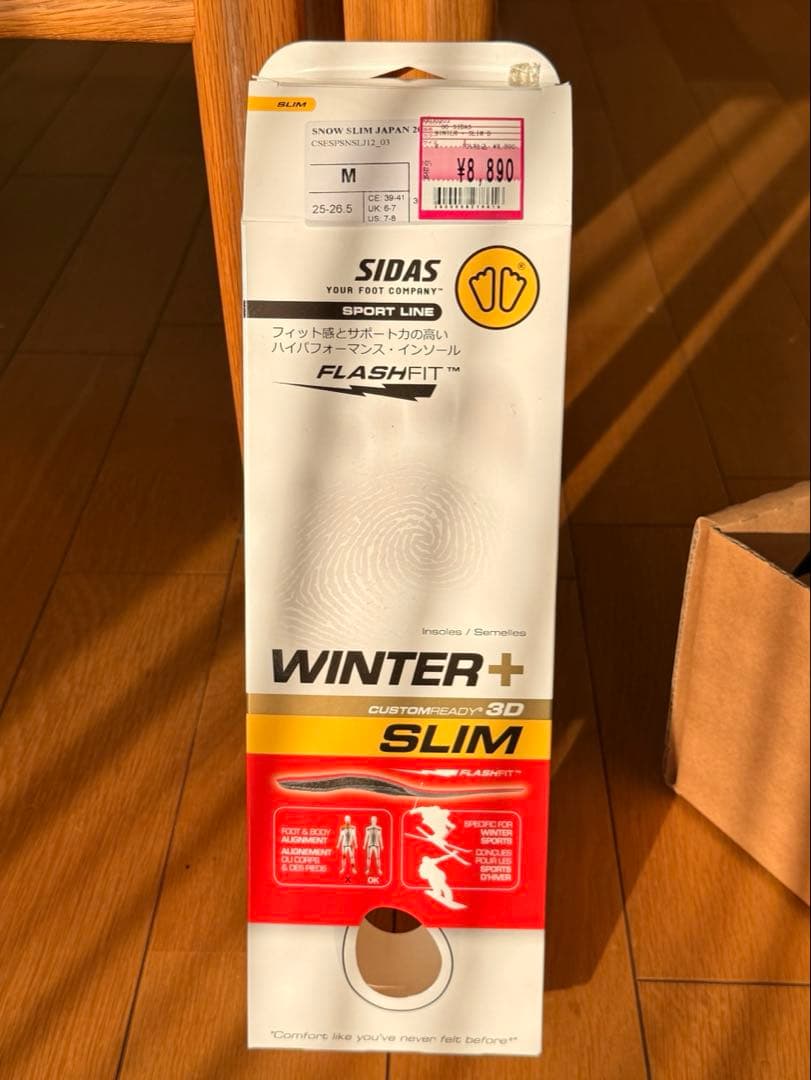 SLIM
SNOW SLIM JAPAN
CSESPSNSLJ12_03
M
25-26.5
CE: 39-41
UK: 6-7
US: 7-8
¥8,890
SIDAS
YOUR FOOT COMPANY™
®
SPORT LINE
フィット感とサポート力の高い
ハイパフォーマンス・インソール
FLASHFIT™
Insoles / Semelles
WINTER+
CUSTOMREADY® 3D
SLIM
FLASHFIT™
FOOT & BODY
ALIGNMENT
ALIGNEMENT
DU CORPS
& DES PIEDS
X OK
SPECIFIC FOR
WINTER
SPORTS
CONÇUES
POUR LES
SPORTS
D'HIVER
"Comfort like you've never felt before*"